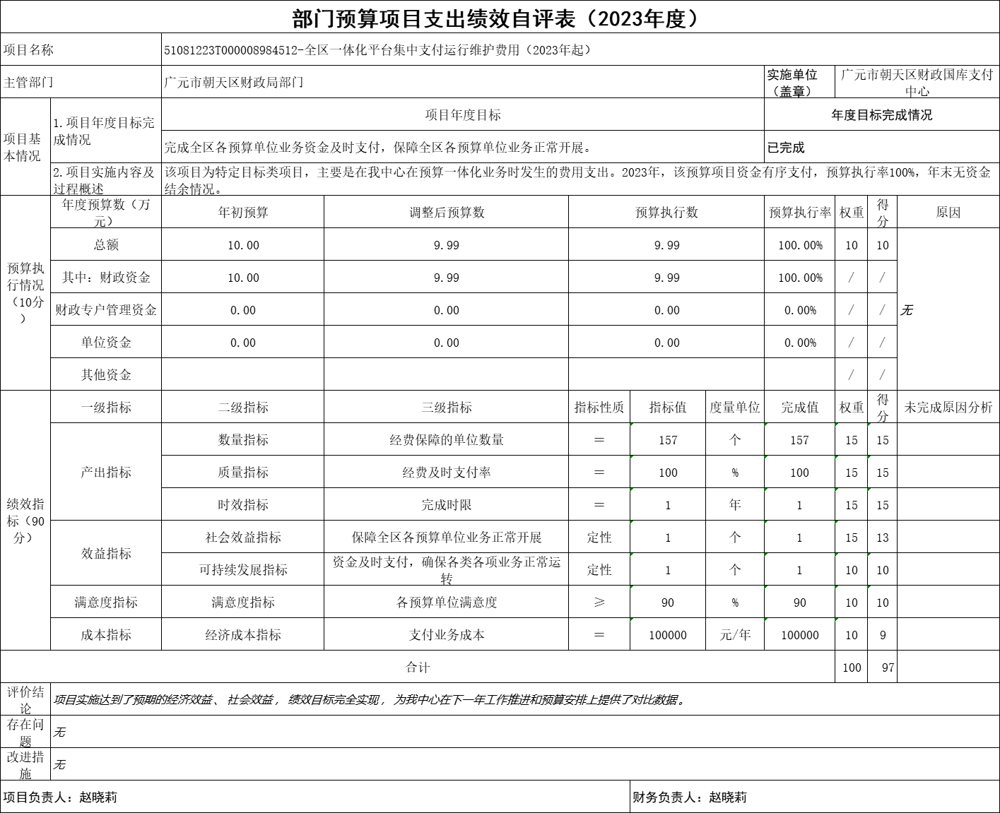 部门预算项目支出绩效自评表（2023年度）
项目名称 51081223T000008984512-全区一体化平台集中支付运行维护费用（2023年起）
主管部门 广元市朝天区财政局部门 实施单位（盖章） 广元市朝天区财政国库支付中心
项目基本情况 1.项目年度目标完成情况 项目年度目标 年度目标完成情况
完成全区各预算单位业务资金及时支付，保障全区各预算单位业务正常开展。 已完成
2.项目实施内容及过程概述 该项目为特定目标类项目，主要是在我中心在预算一体化业务时发生的费用支出。2023年，该预算项目资金有序支付，预算执行率100%，年末无资金结余情况。
预算执行情况（10分） 年度预算数（万元） 年初预算 调整后预算数 预算执行数 预算执行率 权重 得分 原因
总额 10.00 9.99 9.99 100.00% 10 10 无
其中：财政资金 10.00 9.99 9.99 100.00% / /
财政专户管理资金 0.00 0.00 0.00 0.00% / /
单位资金 0.00 0.00 0.00 0.00% / /
其他资金 / /
绩效指标（90分） 一级指标 二级指标 三级指标 指标性质 指标值 度量单位 完成值 权重 得分 未完成原因分析
产出指标 数量指标 经费保障的单位数量 ＝ 157 个 157 15 15
质量指标 经费及时支付率 ＝ 100 % 100 15 15
时效指标 完成时限 ＝ 1 年 1 15 15
效益指标 社会效益指标 保障全区各预算单位业务正常开展 定性 1 个 1 15 13
可持续发展指标 资金及时支付，确保各类各项业务正常运转 定性 1 个 1 10 10
满意度指标 满意度指标 各预算单位满意度 ≥ 90 % 90 10 10
成本指标 经济成本指标 支付业务成本 ＝ 100000 元/年 100000 10 9
合计 100 97
评价结论 项目实施达到了预期的经济效益、社会效益，绩效目标完全实现，为我中心在下一年工作推进和预算安排上提供了对比数据。
存在问题 无
改进措施 无
项目负责人：赵晓莉 财务负责人：赵晓莉